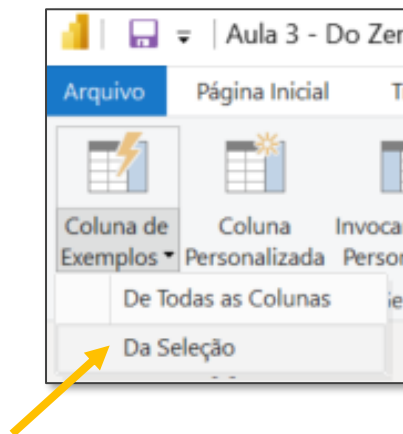 Aula 3 - Do Zer
Arquivo Página Inicial T
Coluna de Exemplos
Coluna Personalizada
Invoca Person
De Todas as Colunas
Da Seleção